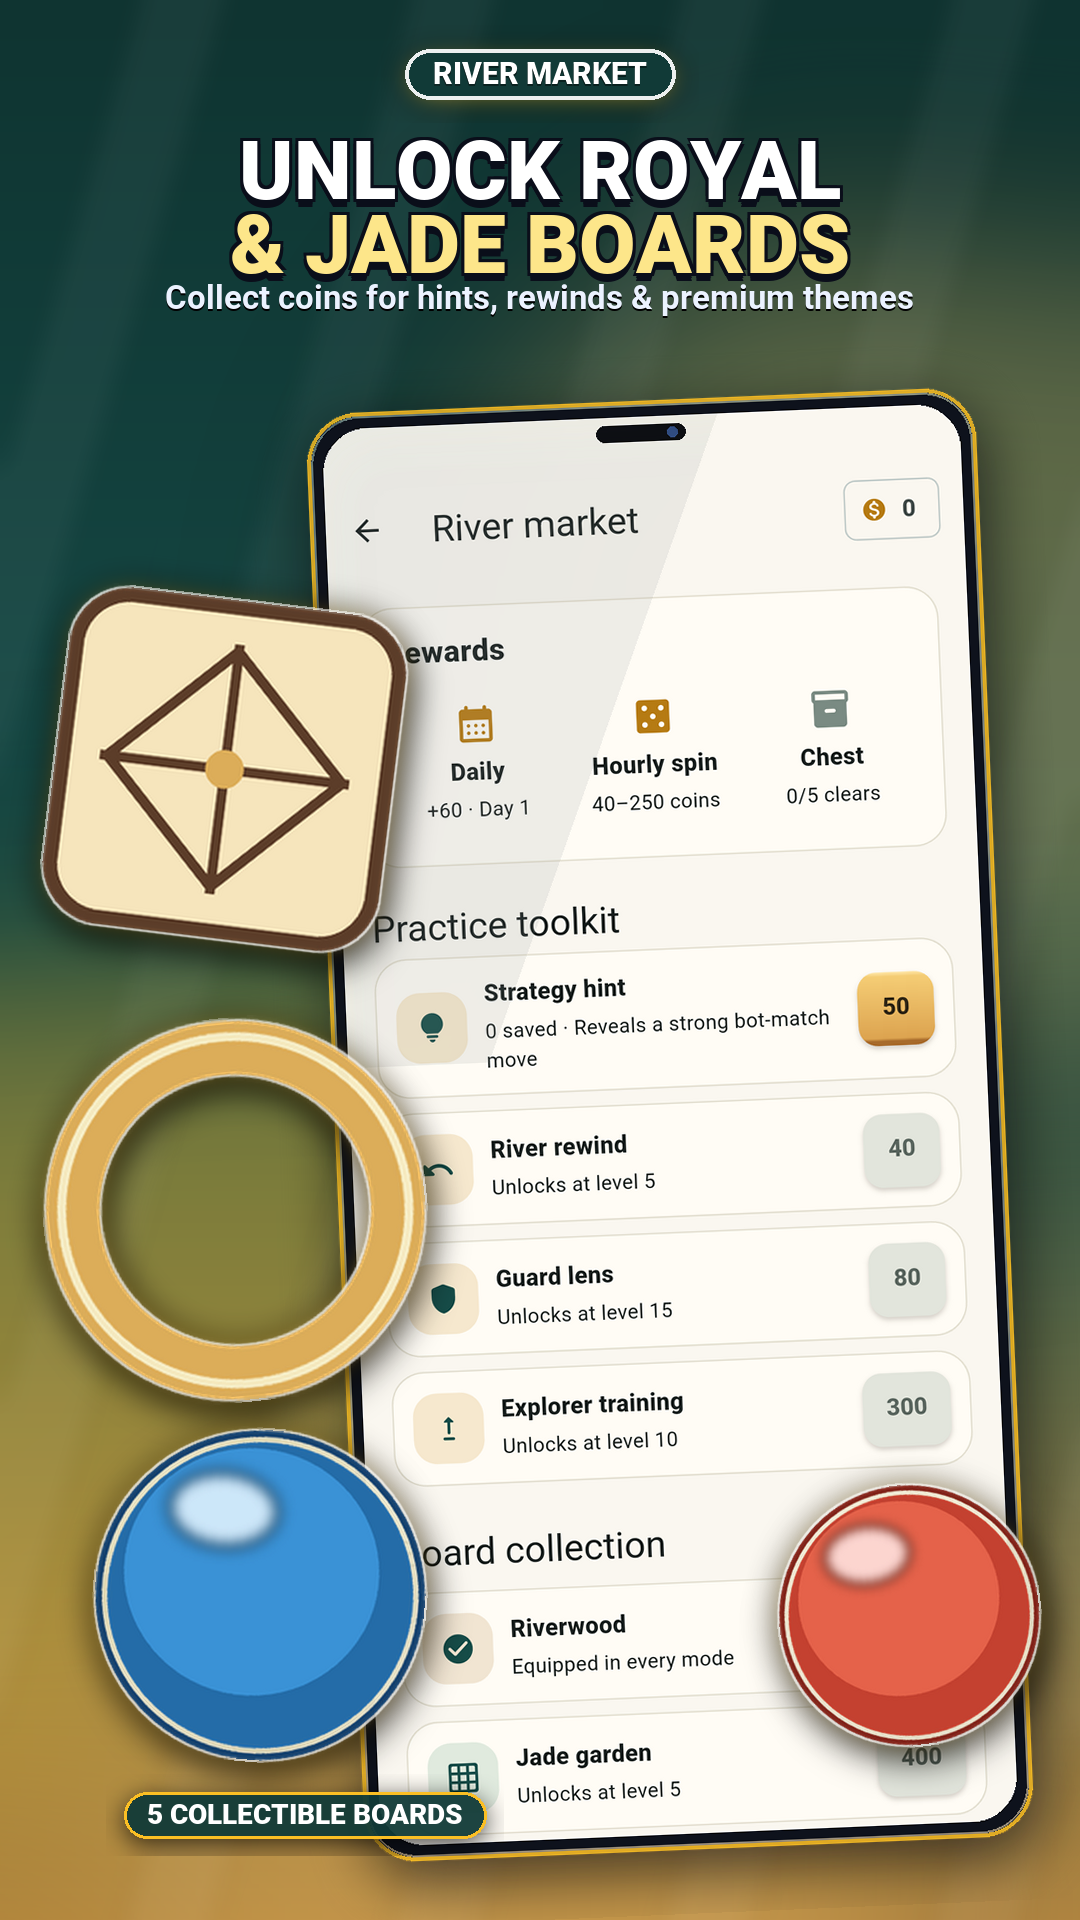 RIVER MARKET
UNLOCK ROYAL
& JADE BOARDS
Collect coins for hints, rewinds & premium themes
River market
0
ewards
Daily
+60 · Day 1
Hourly spin
40–250 coins
Chest
0/5 clears
Practice toolkit
Strategy hint
0 saved · Reveals a strong bot-match
move
50
River rewind
Unlocks at level 5
40
Guard lens
Unlocks at level 15
80
Explorer training
Unlocks at level 10
300
oard collection
Riverwood
Equipped in every mode
Jade garden
Unlocks at level 5
400
5 COLLECTIBLE BOARDS